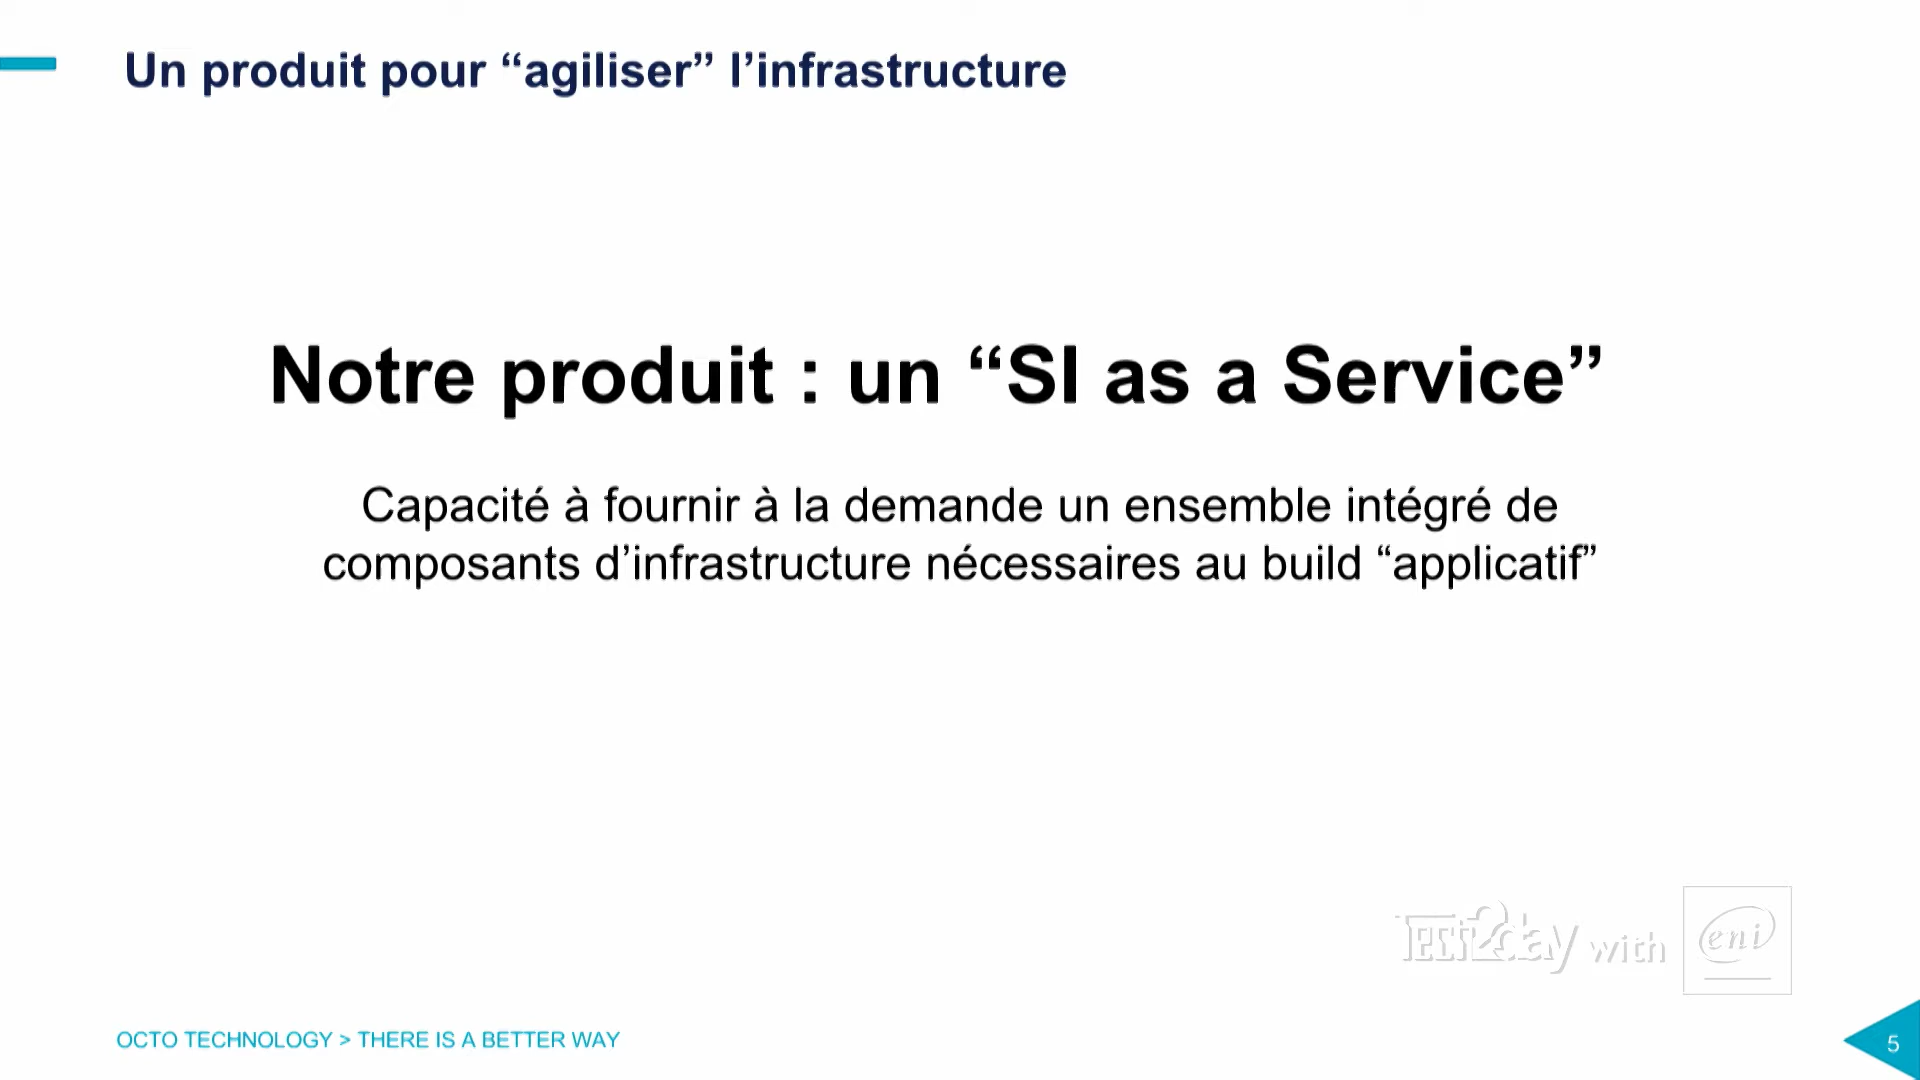 Un produit pour “agiliser” l’infrastructure
Notre produit : un “SI as a Service”
Capacité à fournir à la demande un ensemble intégré de
composants d’infrastructure nécessaires au build “applicatif”
Tech2day with eni
OCTO TECHNOLOGY > THERE IS A BETTER WAY
5